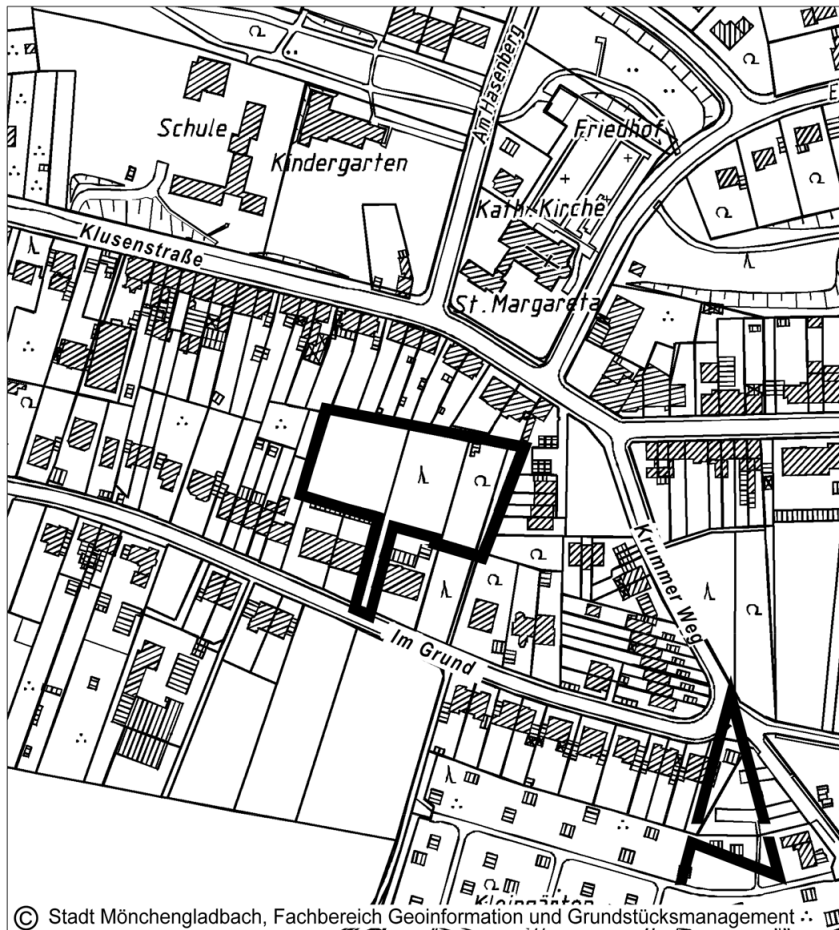 Am Hasenberg
Schule
Friedhof
Kindergarten
Kath. Kirche
Klusenstraße
St. Margareta
Krummer Weg
Im Grund
Kleingärten
© Stadt Mönchengladbach, Fachbereich Geoinformation und Grundstücksmanagement